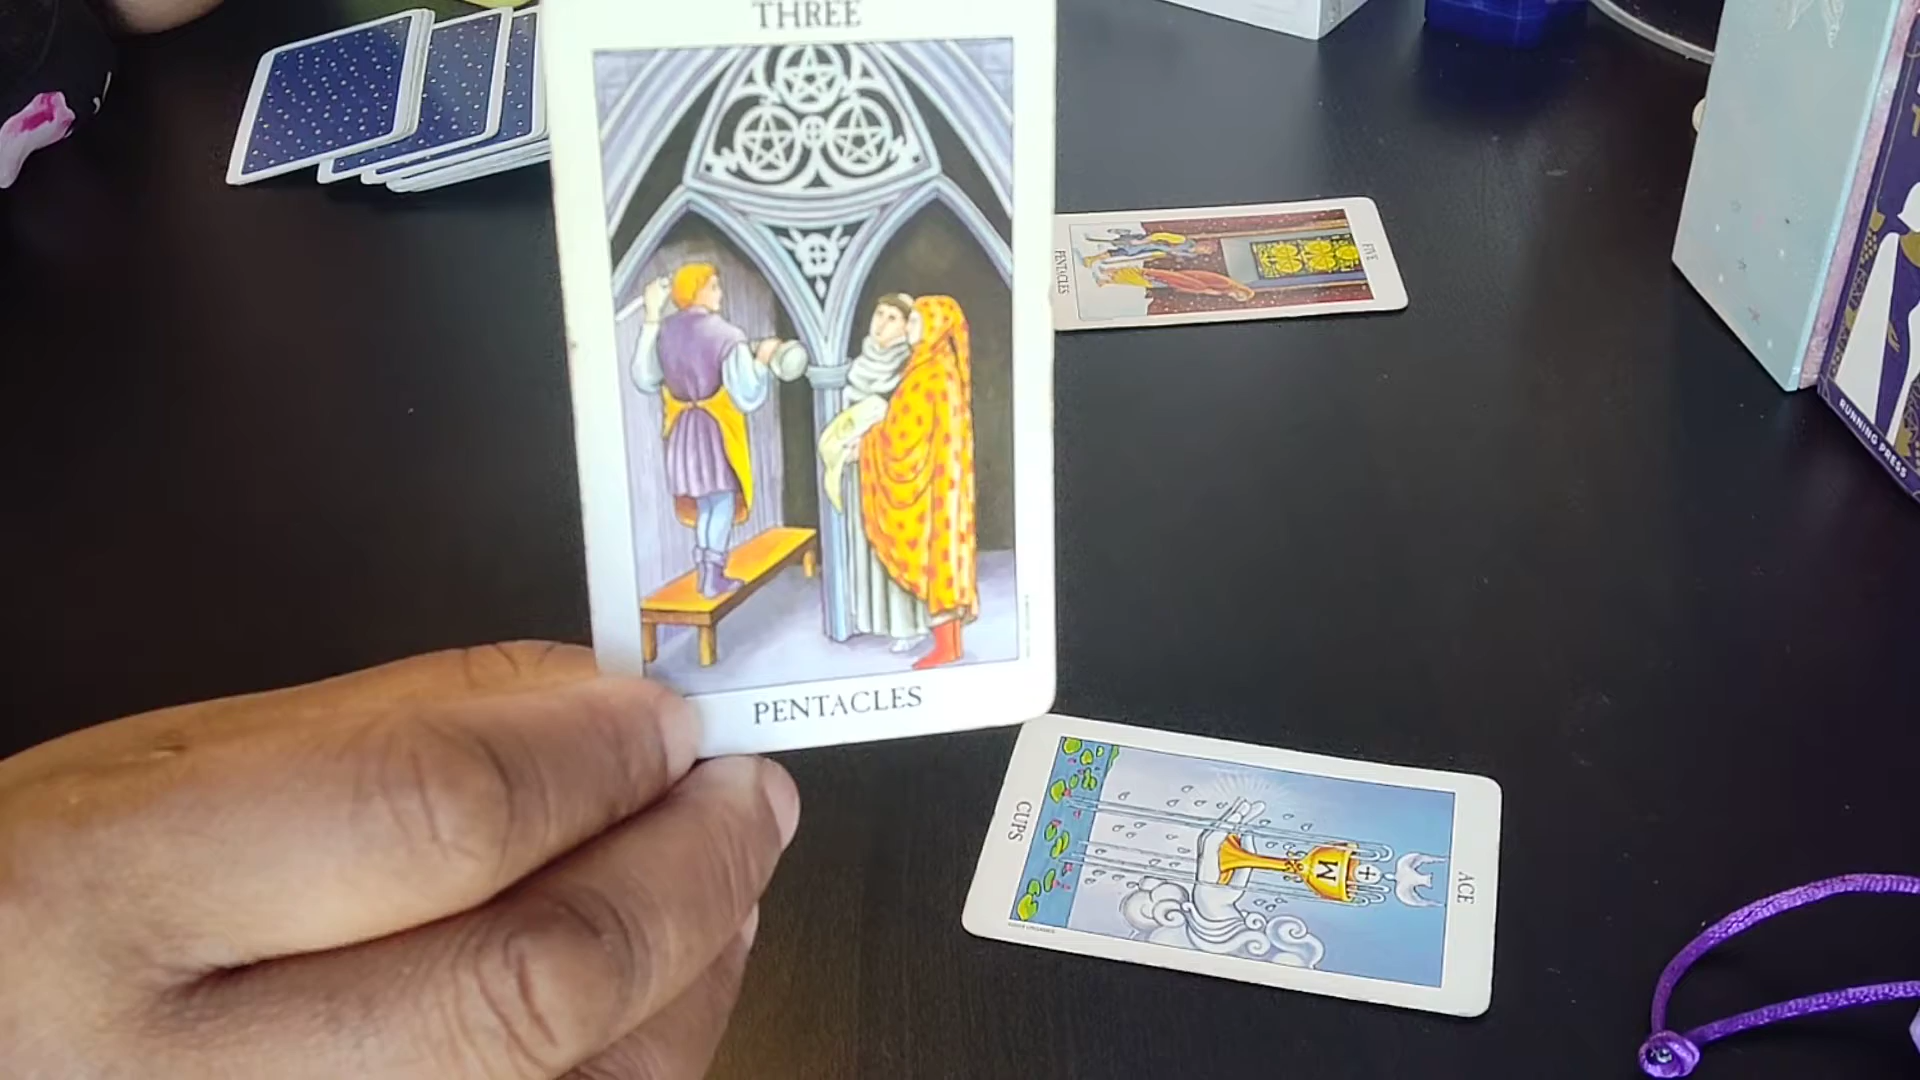 THREE
PENTACLES
FIVE
PENTACLES
ACE
CUPS
M
RUNNING PRESS